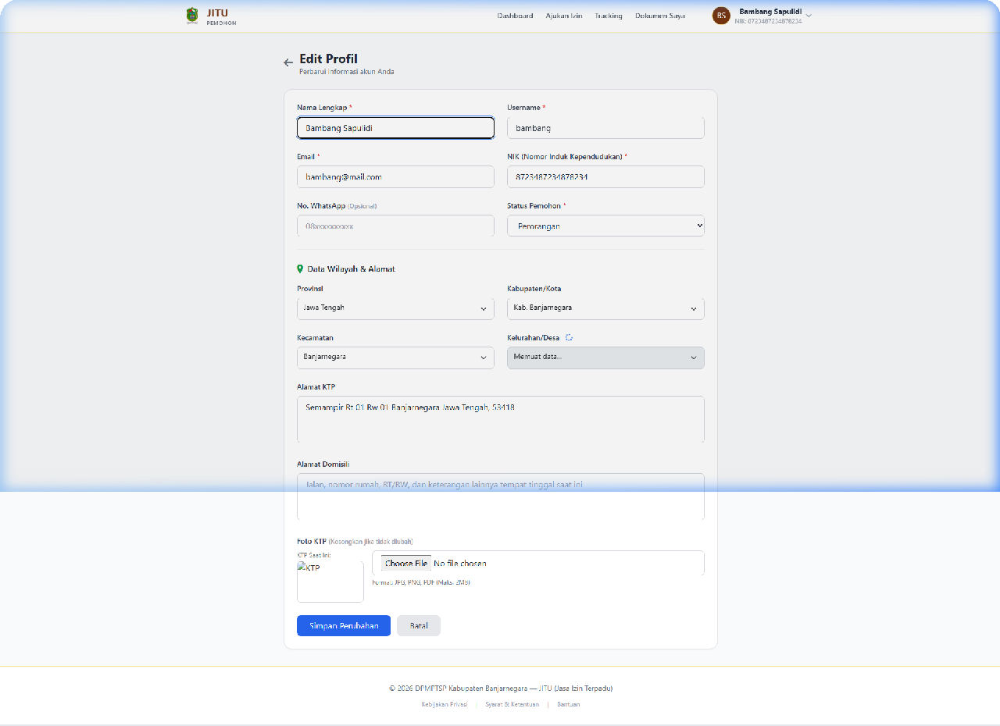 JITU
PEMOHON
Dashboard Ajukan Izin Tracking Dokumen Saya
BS
Bambang Sapulidi
NIK: 8723487234878234
Edit Profil
Perbarui informasi akun Anda
Nama Lengkap * Username *
Bambang Sapulidi bambang
Email * NIK (Nomor Induk Kependudukan) *
bambang@mail.com 8723487234878234
No. WhatsApp (Opsional) Status Pemohon *
08xxxxxxxxxx Perorangan
Data Wilayah & Alamat
Provinsi Kabupaten/Kota
Jawa Tengah Kab. Banjarnegara
Kecamatan Kelurahan/Desa
Banjarnegara Memuat data...
Alamat KTP
Semampir Rt 01 Rw 01 Banjarnegara Jawa Tengah, 53418
Alamat Domisili
Jalan, nomor rumah, RT/RW, dan keterangan lainnya tempat tinggal saat ini
Foto KTP (Kosongkan jika tidak diubah)
KTP Saat Ini:
KTP
Choose File No file chosen
Format: JPG, PNG, PDF (Maks. 2MB)
Simpan Perubahan Batal
© 2026 DPMPTSP Kabupaten Banjarnegara — JITU (Jasa Izin Terpadu)
Kebijakan Privasi | Syarat & Ketentuan | Bantuan